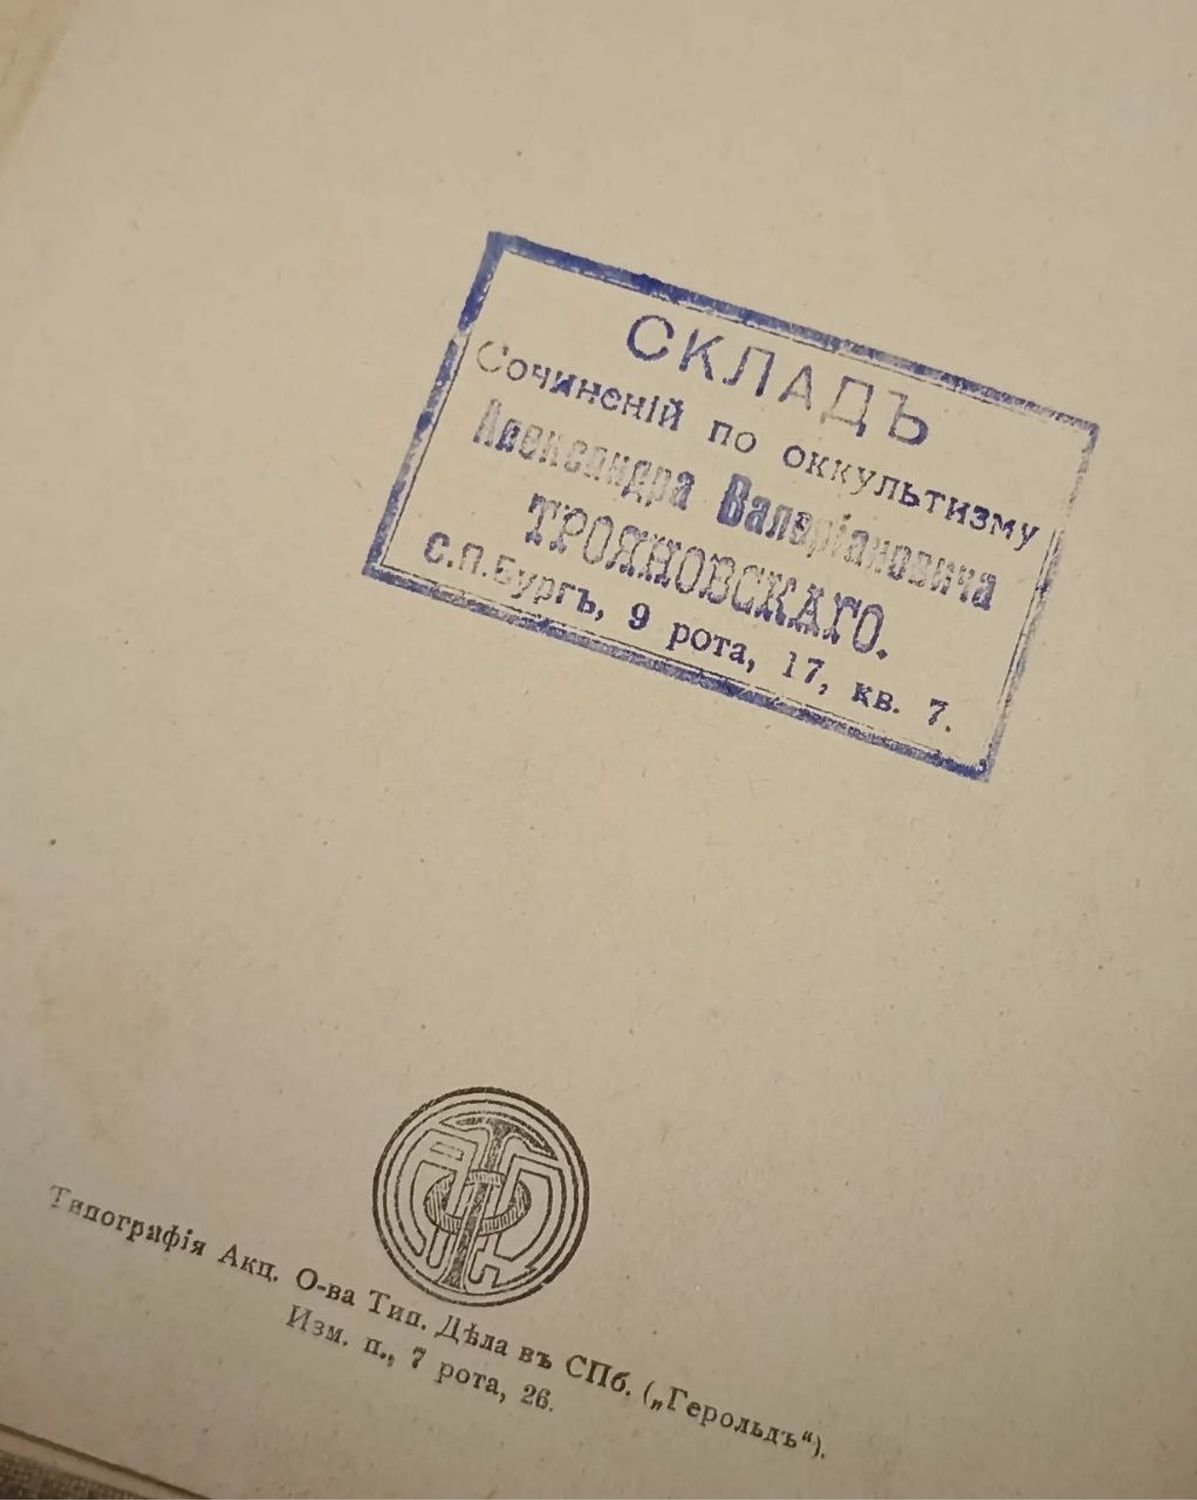 СКЛАДЪ
Сочиненій по оккультизму
Александра Валеріановича
ТРОЯНОВСКАГО.
С.П.Бургъ, 9 рота, 17, кв. 7.
Типографія Акц. О-ва Тип. Дѣла въ СПб. („Герольдъ“).
Изм. п., 7 рота, 26.